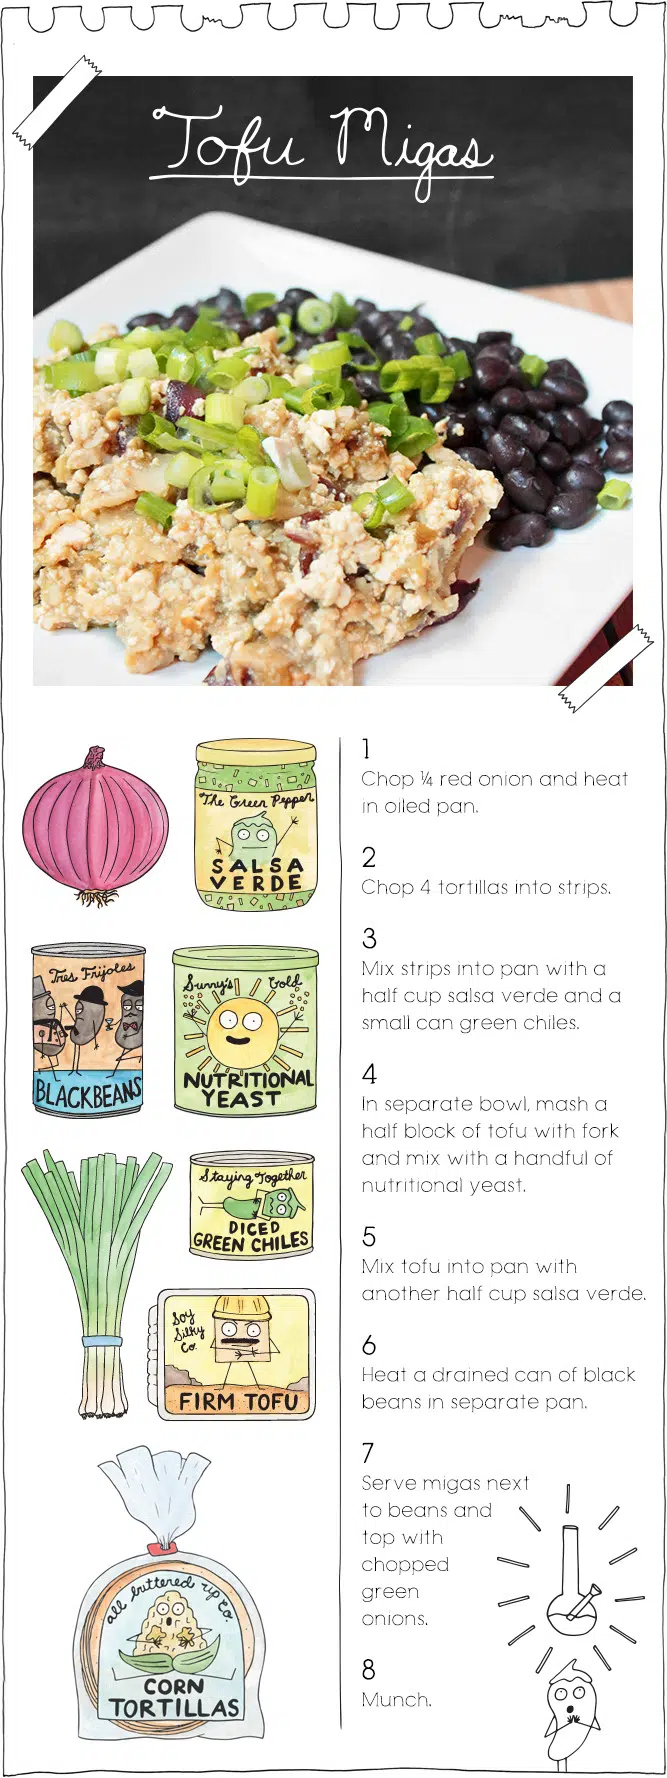 Tofu Migas
The Green Pepper
SALSA
VERDE
Tres Frijoles
BLACKBEANS
Sunny's Gold
NUTRITIONAL
YEAST
Staying Together
DICED
GREEN CHILES
Soy
Silky
Co.
FIRM TOFU
all buttered up Co.
CORN
TORTILLAS
1
Chop ¼ red onion and heat
in oiled pan.
2
Chop 4 tortillas into strips.
3
Mix strips into pan with a
half cup salsa verde and a
small can green chiles.
4
In separate bowl, mash a
half block of tofu with fork
and mix with a handful of
nutritional yeast.
5
Mix tofu into pan with
another half cup salsa verde.
6
Heat a drained can of black
beans in separate pan.
7
Serve migas next
to beans and
top with
chopped
green
onions.
8
Munch.